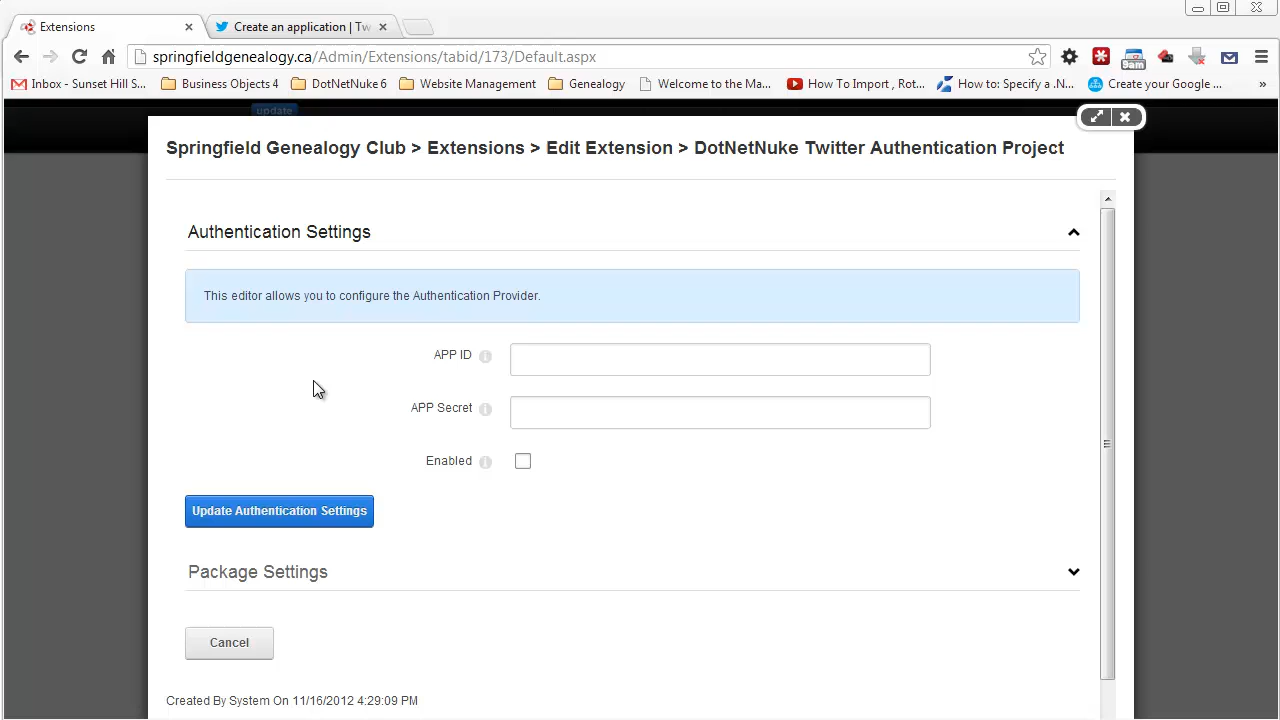 Extensions
Create an application | Tw
springfieldgenealogy.ca/Admin/Extensions/tabid/173/Default.aspx
9am
Inbox - Sunset Hill S... Business Objects 4 DotNetNuke 6 Website Management Genealogy Welcome to the Ma... How To Import , Rot... How to: Specify a .N... Create your Google ... »
update
Springfield Genealogy Club > Extensions > Edit Extension > DotNetNuke Twitter Authentication Project
Authentication Settings
This editor allows you to configure the Authentication Provider.
APP ID
APP Secret
Enabled
Update Authentication Settings
Package Settings
Cancel
Created By System On 11/16/2012 4:29:09 PM